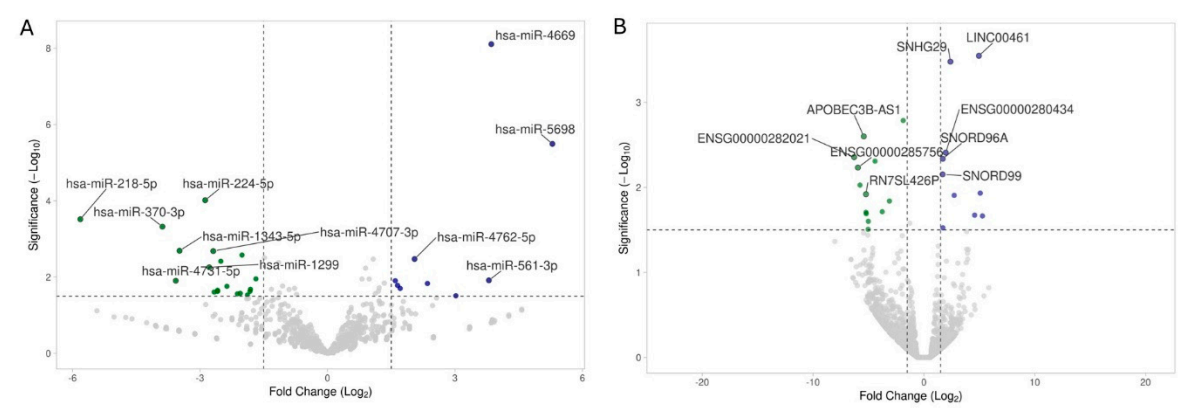 A
hsa-miR-4669
hsa-miR-5698
hsa-miR-218-5p
hsa-miR-224-5p
hsa-miR-370-3p
hsa-miR-1343-5p
hsa-miR-4707-3p
hsa-miR-4762-5p
hsa-miR-4731-5p
hsa-miR-1299
hsa-miR-561-3p
Significance (−Log10)
8
6
4
2
0
-6
-3
0
3
6
Fold Change (Log2)
B
SNHG29
LINC00461
APOBEC3B-AS1
ENSG00000280434
ENSG00000282021
SNORD96A
ENSG00000285756
RN7SL426P
SNORD99
Significance (−Log10)
3
2
1
0
-20
-10
0
10
20
Fold Change (Log2)